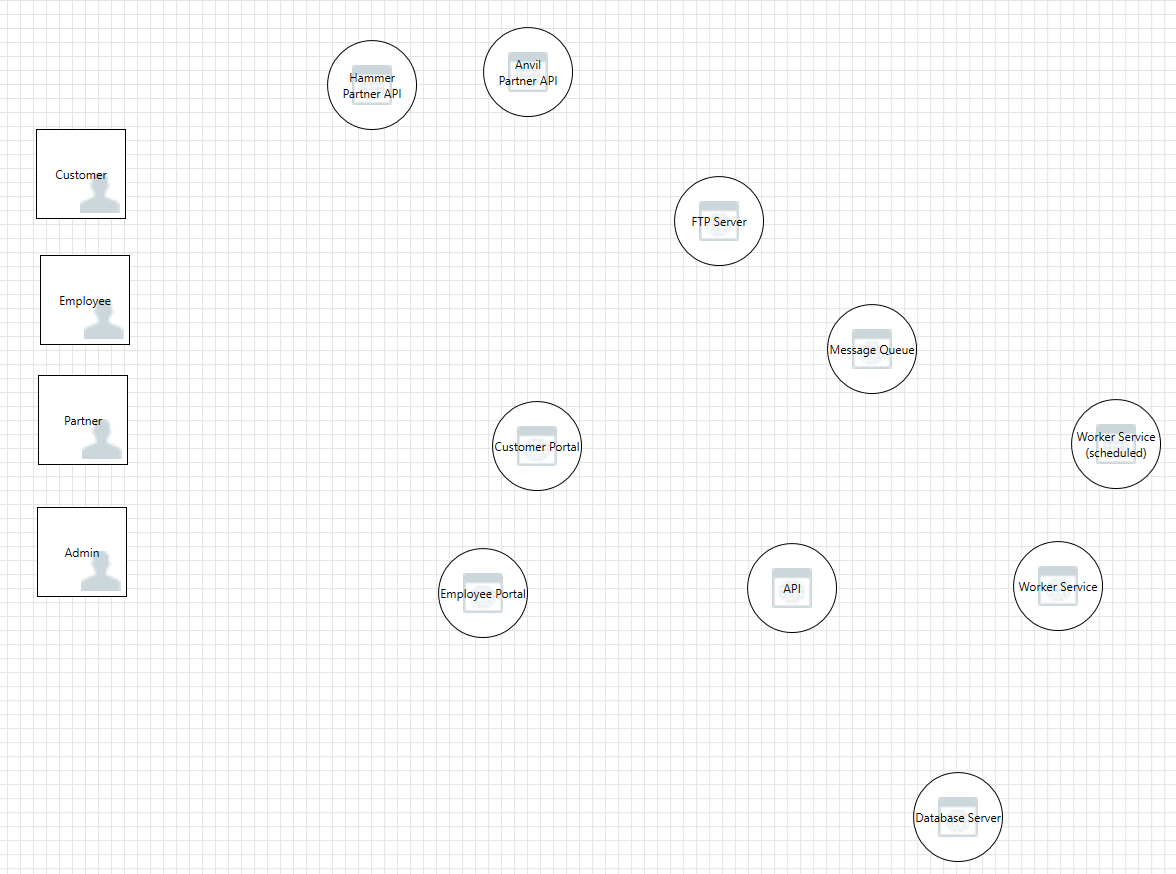 Hammer
Partner API
Anvil
Partner API
Customer
FTP Server
Employee
Message Queue
Partner
Customer Portal
Worker Service
(scheduled)
Admin
Employee Portal
API
Worker Service
Database Server